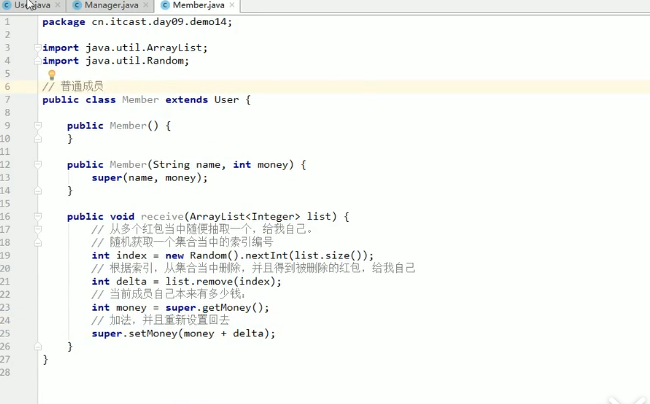 User.java Manager.java Member.java
1 package cn.itcast.day09.demo14;
2
3 import java.util.ArrayList;
4 import java.util.Random;
5
6 // 普通成员
7 public class Member extends User {
8
9 public Member() {
10 }
11
12 public Member(String name, int money) {
13 super(name, money);
14 }
15
16 public void receive(ArrayList<Integer> list) {
17 // 从多个红包当中随便抽取一个，给我自己。
18 // 随机获取一个集合当中的索引编号
19 int index = new Random().nextInt(list.size());
20 // 根据索引，从集合当中删除，并且得到被删除的红包，给我自己
21 int delta = list.remove(index);
22 // 当前成员自己本来有多少钱：
23 int money = super.getMoney();
24 // 加法，并且重新设置回去
25 super.setMoney(money + delta);
26 }
27 }
28